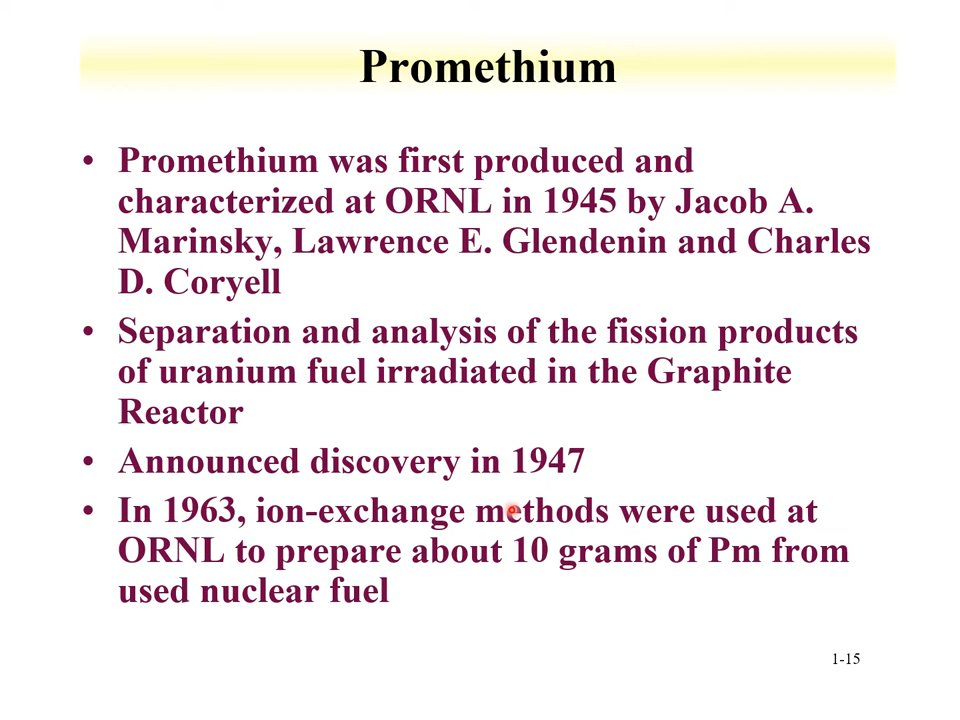 Promethium
• Promethium was first produced and
characterized at ORNL in 1945 by Jacob A.
Marinsky, Lawrence E. Glendenin and Charles
D. Coryell
• Separation and analysis of the fission products
of uranium fuel irradiated in the Graphite
Reactor
• Announced discovery in 1947
• In 1963, ion-exchange methods were used at
ORNL to prepare about 10 grams of Pm from
used nuclear fuel
1-15